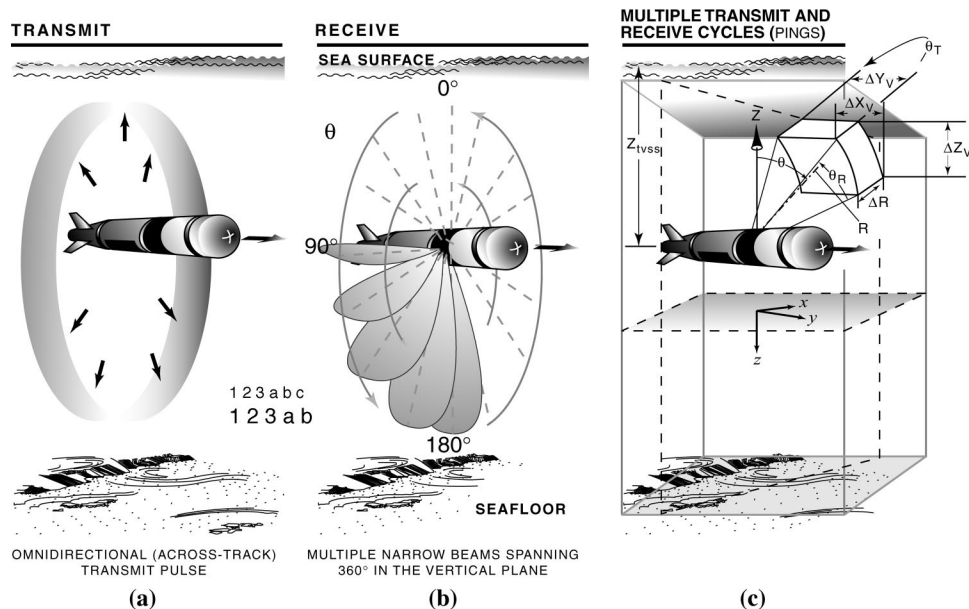 TRANSMIT
1 2 3 a b c
1 2 3 a b
OMNIDIRECTIONAL (ACROSS-TRACK)
TRANSMIT PULSE
(a)
RECEIVE
SEA SURFACE
0°
θ
90°
180°
SEAFLOOR
MULTIPLE NARROW BEAMS SPANNING
360° IN THE VERTICAL PLANE
(b)
MULTIPLE TRANSMIT AND
RECEIVE CYCLES (PINGS)
θT
ΔYV
ΔXV
Z
Ztvss
ΔZV
θ
θR
ΔR
R
x
y
z
(c)